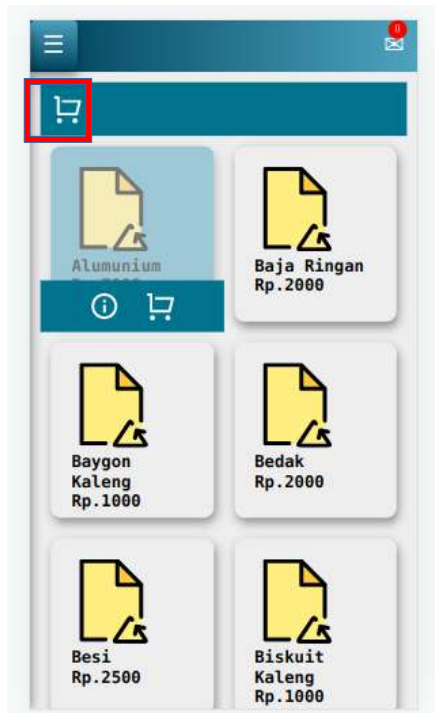 0
Alumunium
Baja Ringan
Rp.2000
Baygon
Kaleng
Rp.1000
Bedak
Rp.2000
Besi
Rp.2500
Biskuit
Kaleng
Rp.1000